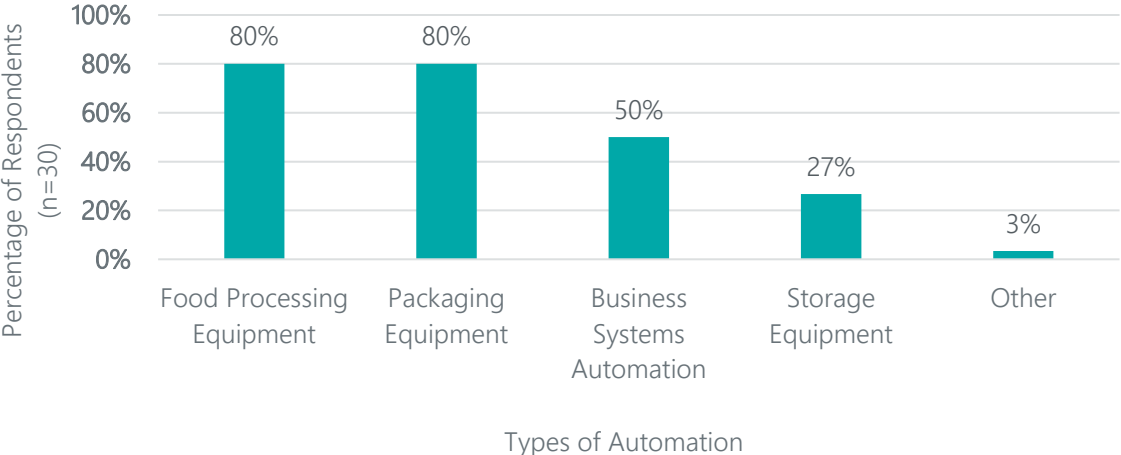 Percentage of Respondents
(n=30)
100%
80%
60%
40%
20%
0%
80%
80%
50%
27%
3%
Food Processing
Equipment
Packaging
Equipment
Business
Systems
Automation
Storage
Equipment
Other
Types of Automation